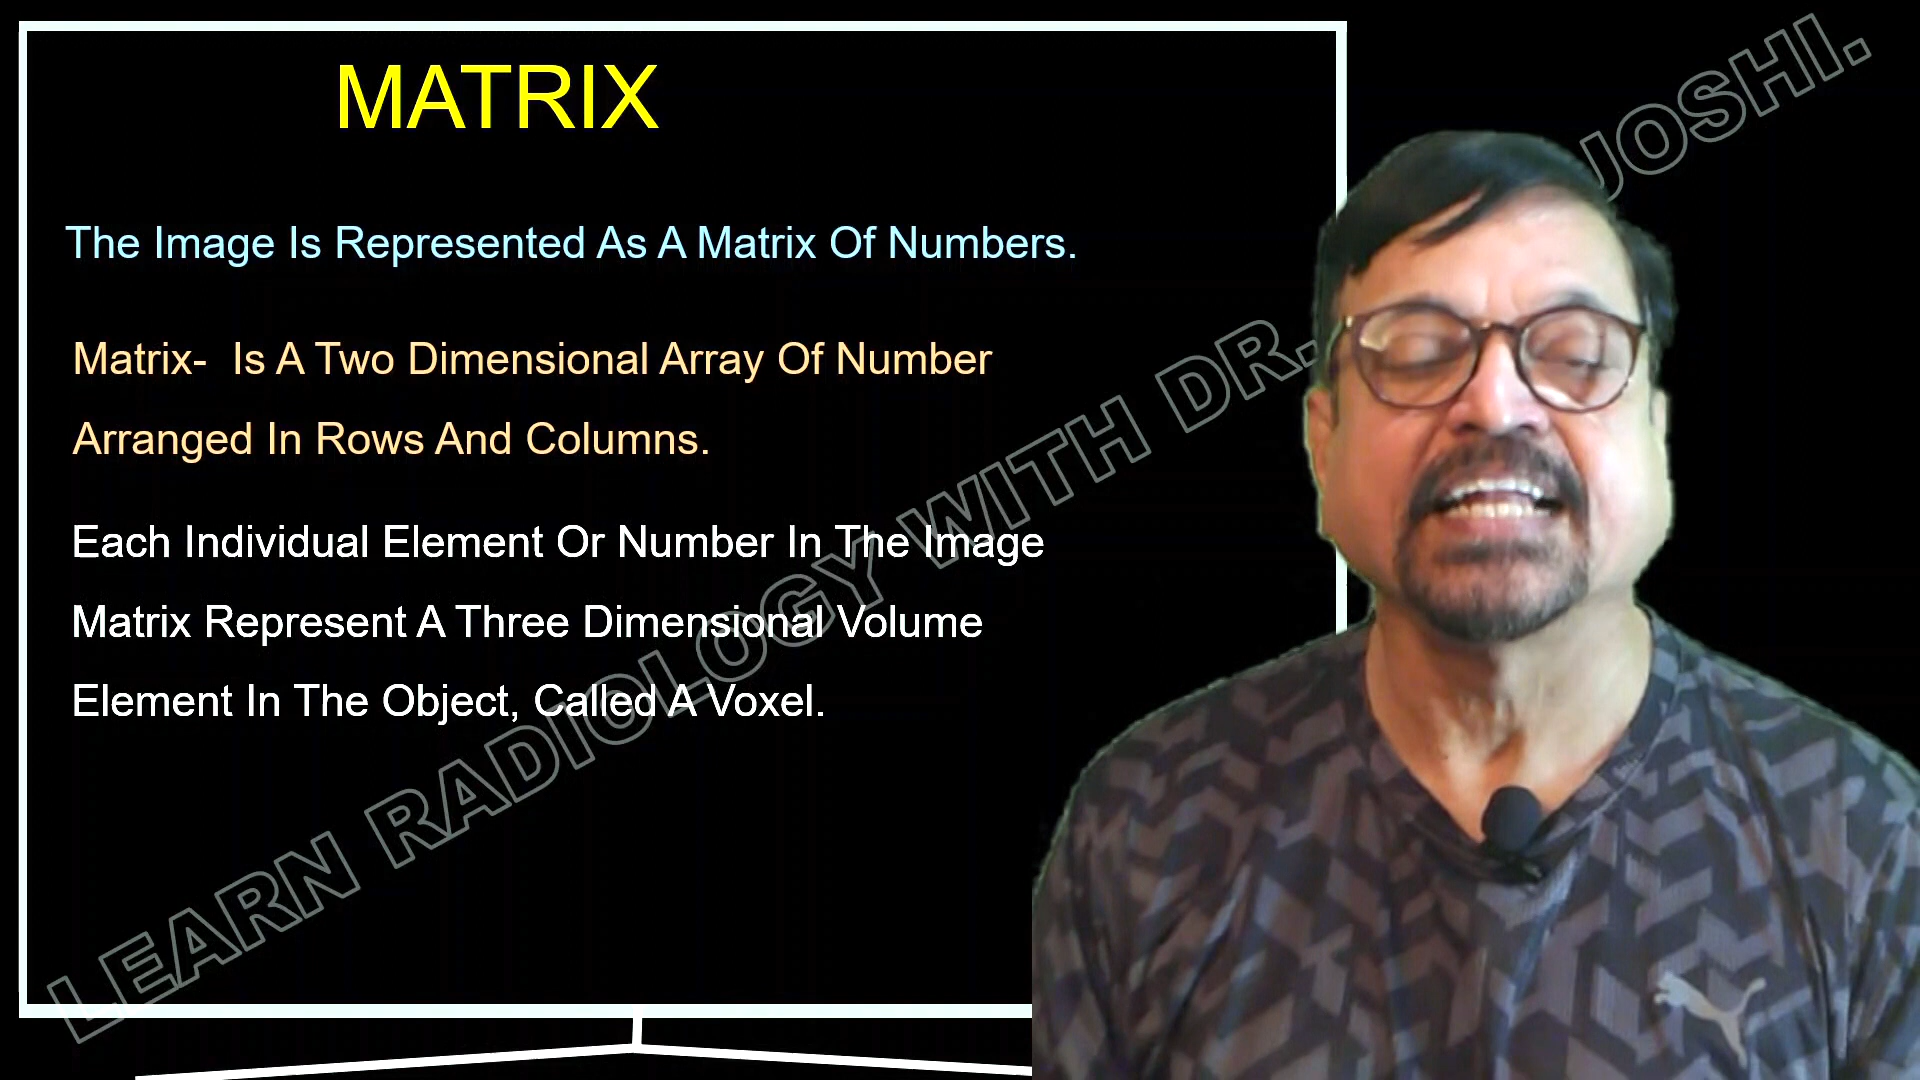 MATRIX
The Image Is Represented As A Matrix Of Numbers.
Matrix-  Is A Two Dimensional Array Of Number
Arranged In Rows And Columns.
Each Individual Element Or Number In The Image
Matrix Represent A Three Dimensional Volume
Element In The Object, Called A Voxel.
LEARN RADIOLOGY WITH DR. JOSHI.